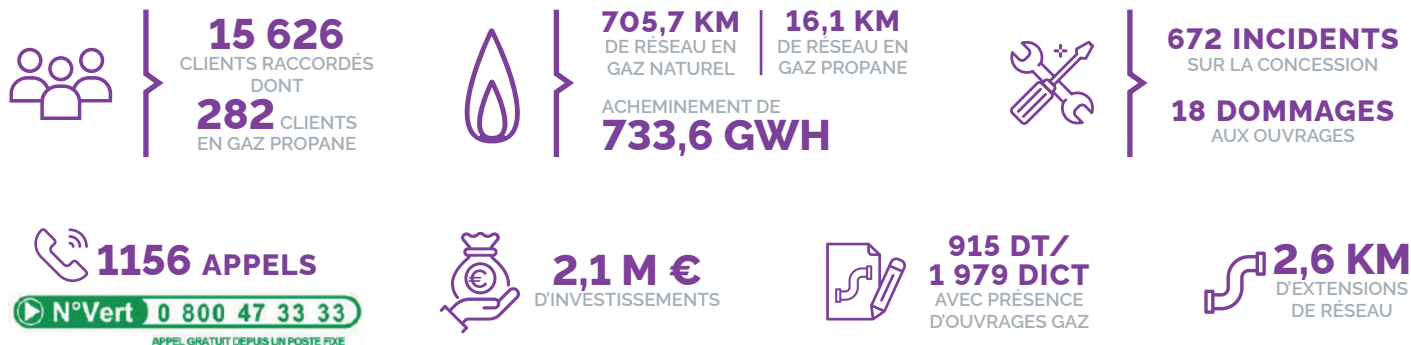 15 626
CLIENTS RACCORDÉS
DONT
282 CLIENTS
EN GAZ PROPANE
705,7 KM
DE RÉSEAU EN
GAZ NATUREL
16,1 KM
DE RÉSEAU EN
GAZ PROPANE
ACHEMINEMENT DE
733,6 GWH
672 INCIDENTS
SUR LA CONCESSION
18 DOMMAGES
AUX OUVRAGES
1156 APPELS
N°Vert 0 800 47 33 33
APPEL GRATUIT DEPUIS UN POSTE FIXE
€
2,1 M €
D'INVESTISSEMENTS
915 DT/
1 979 DICT
AVEC PRÉSENCE
D'OUVRAGES GAZ
2,6 KM
D'EXTENSIONS
DE RÉSEAU